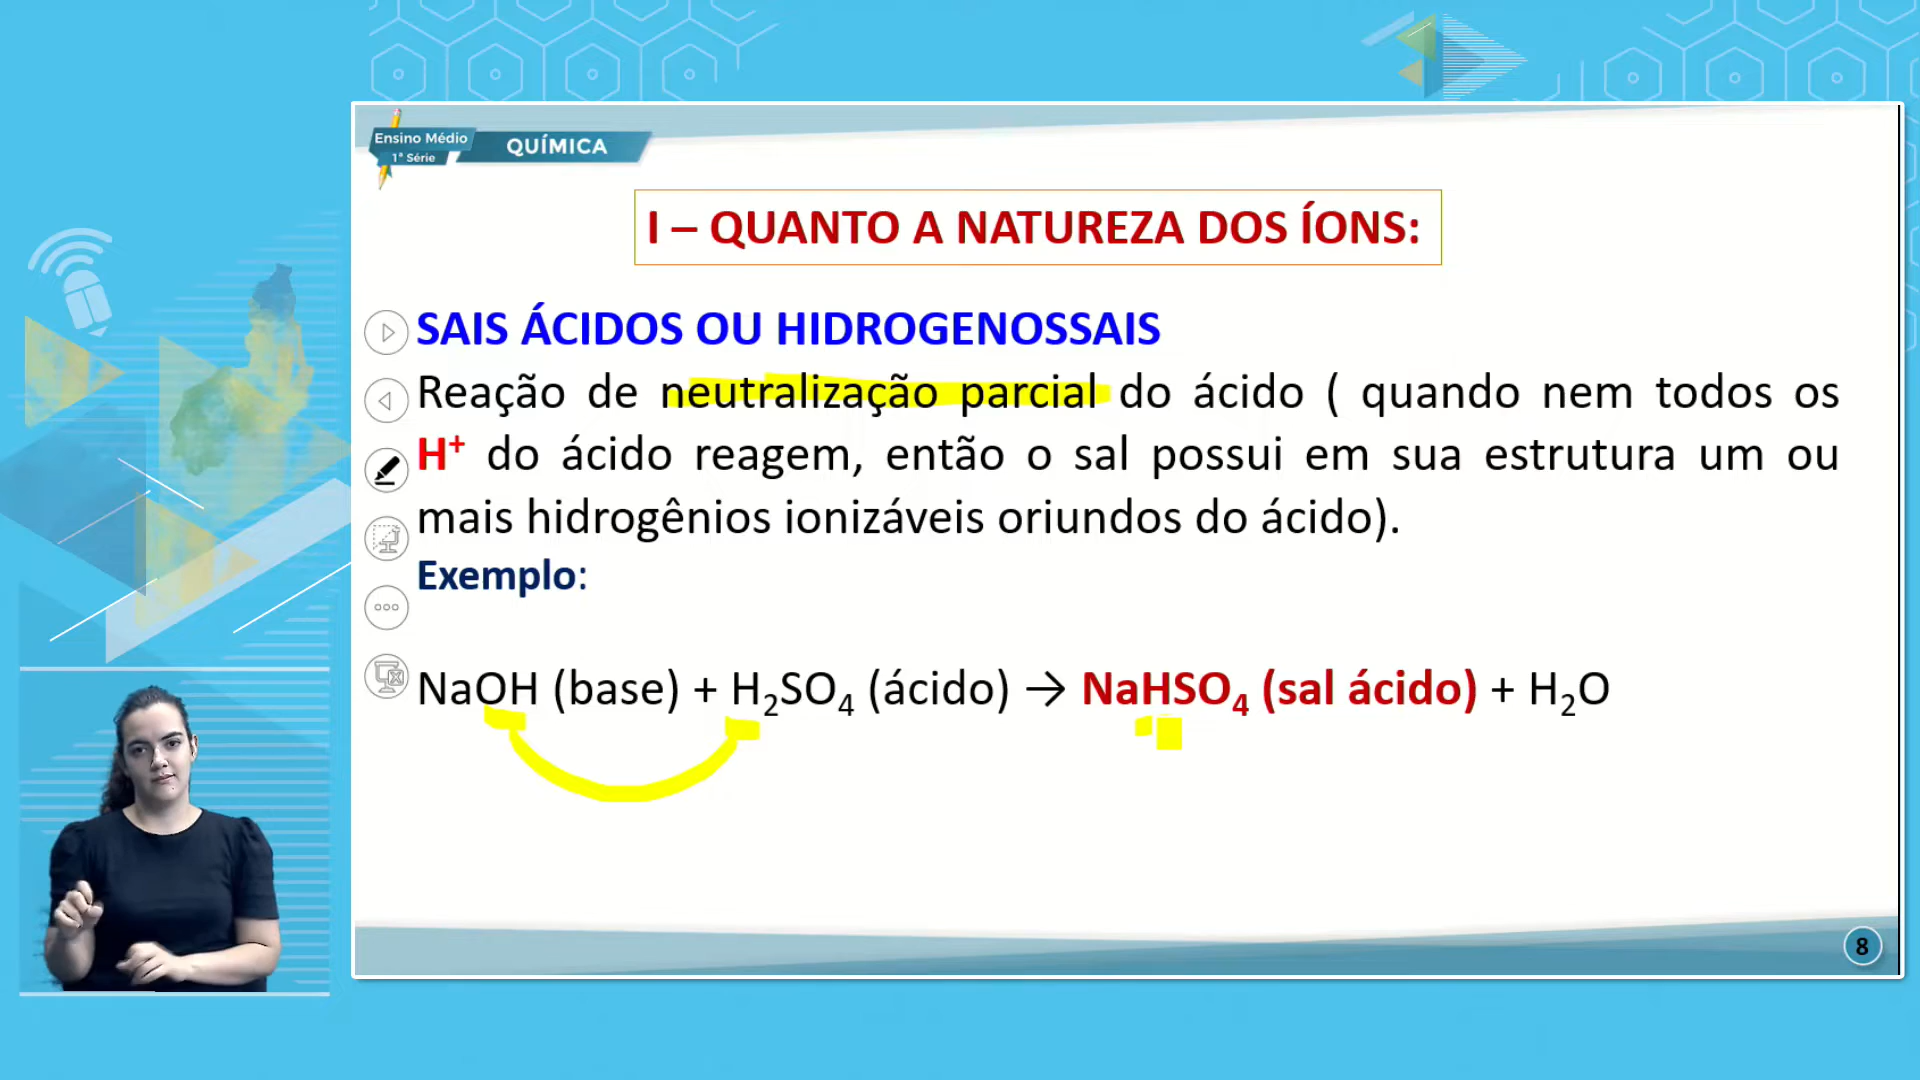 Ensino Médio
1ª Série
QUÍMICA
I – QUANTO A NATUREZA DOS ÍONS:
SAIS ÁCIDOS OU HIDROGENOSSAIS
Reação de neutralização parcial do ácido ( quando nem todos os
H⁺ do ácido reagem, então o sal possui em sua estrutura um ou
mais hidrogênios ionizáveis oriundos do ácido).
Exemplo:
NaOH (base) + H₂SO₄ (ácido) → NaHSO₄ (sal ácido) + H₂O
8